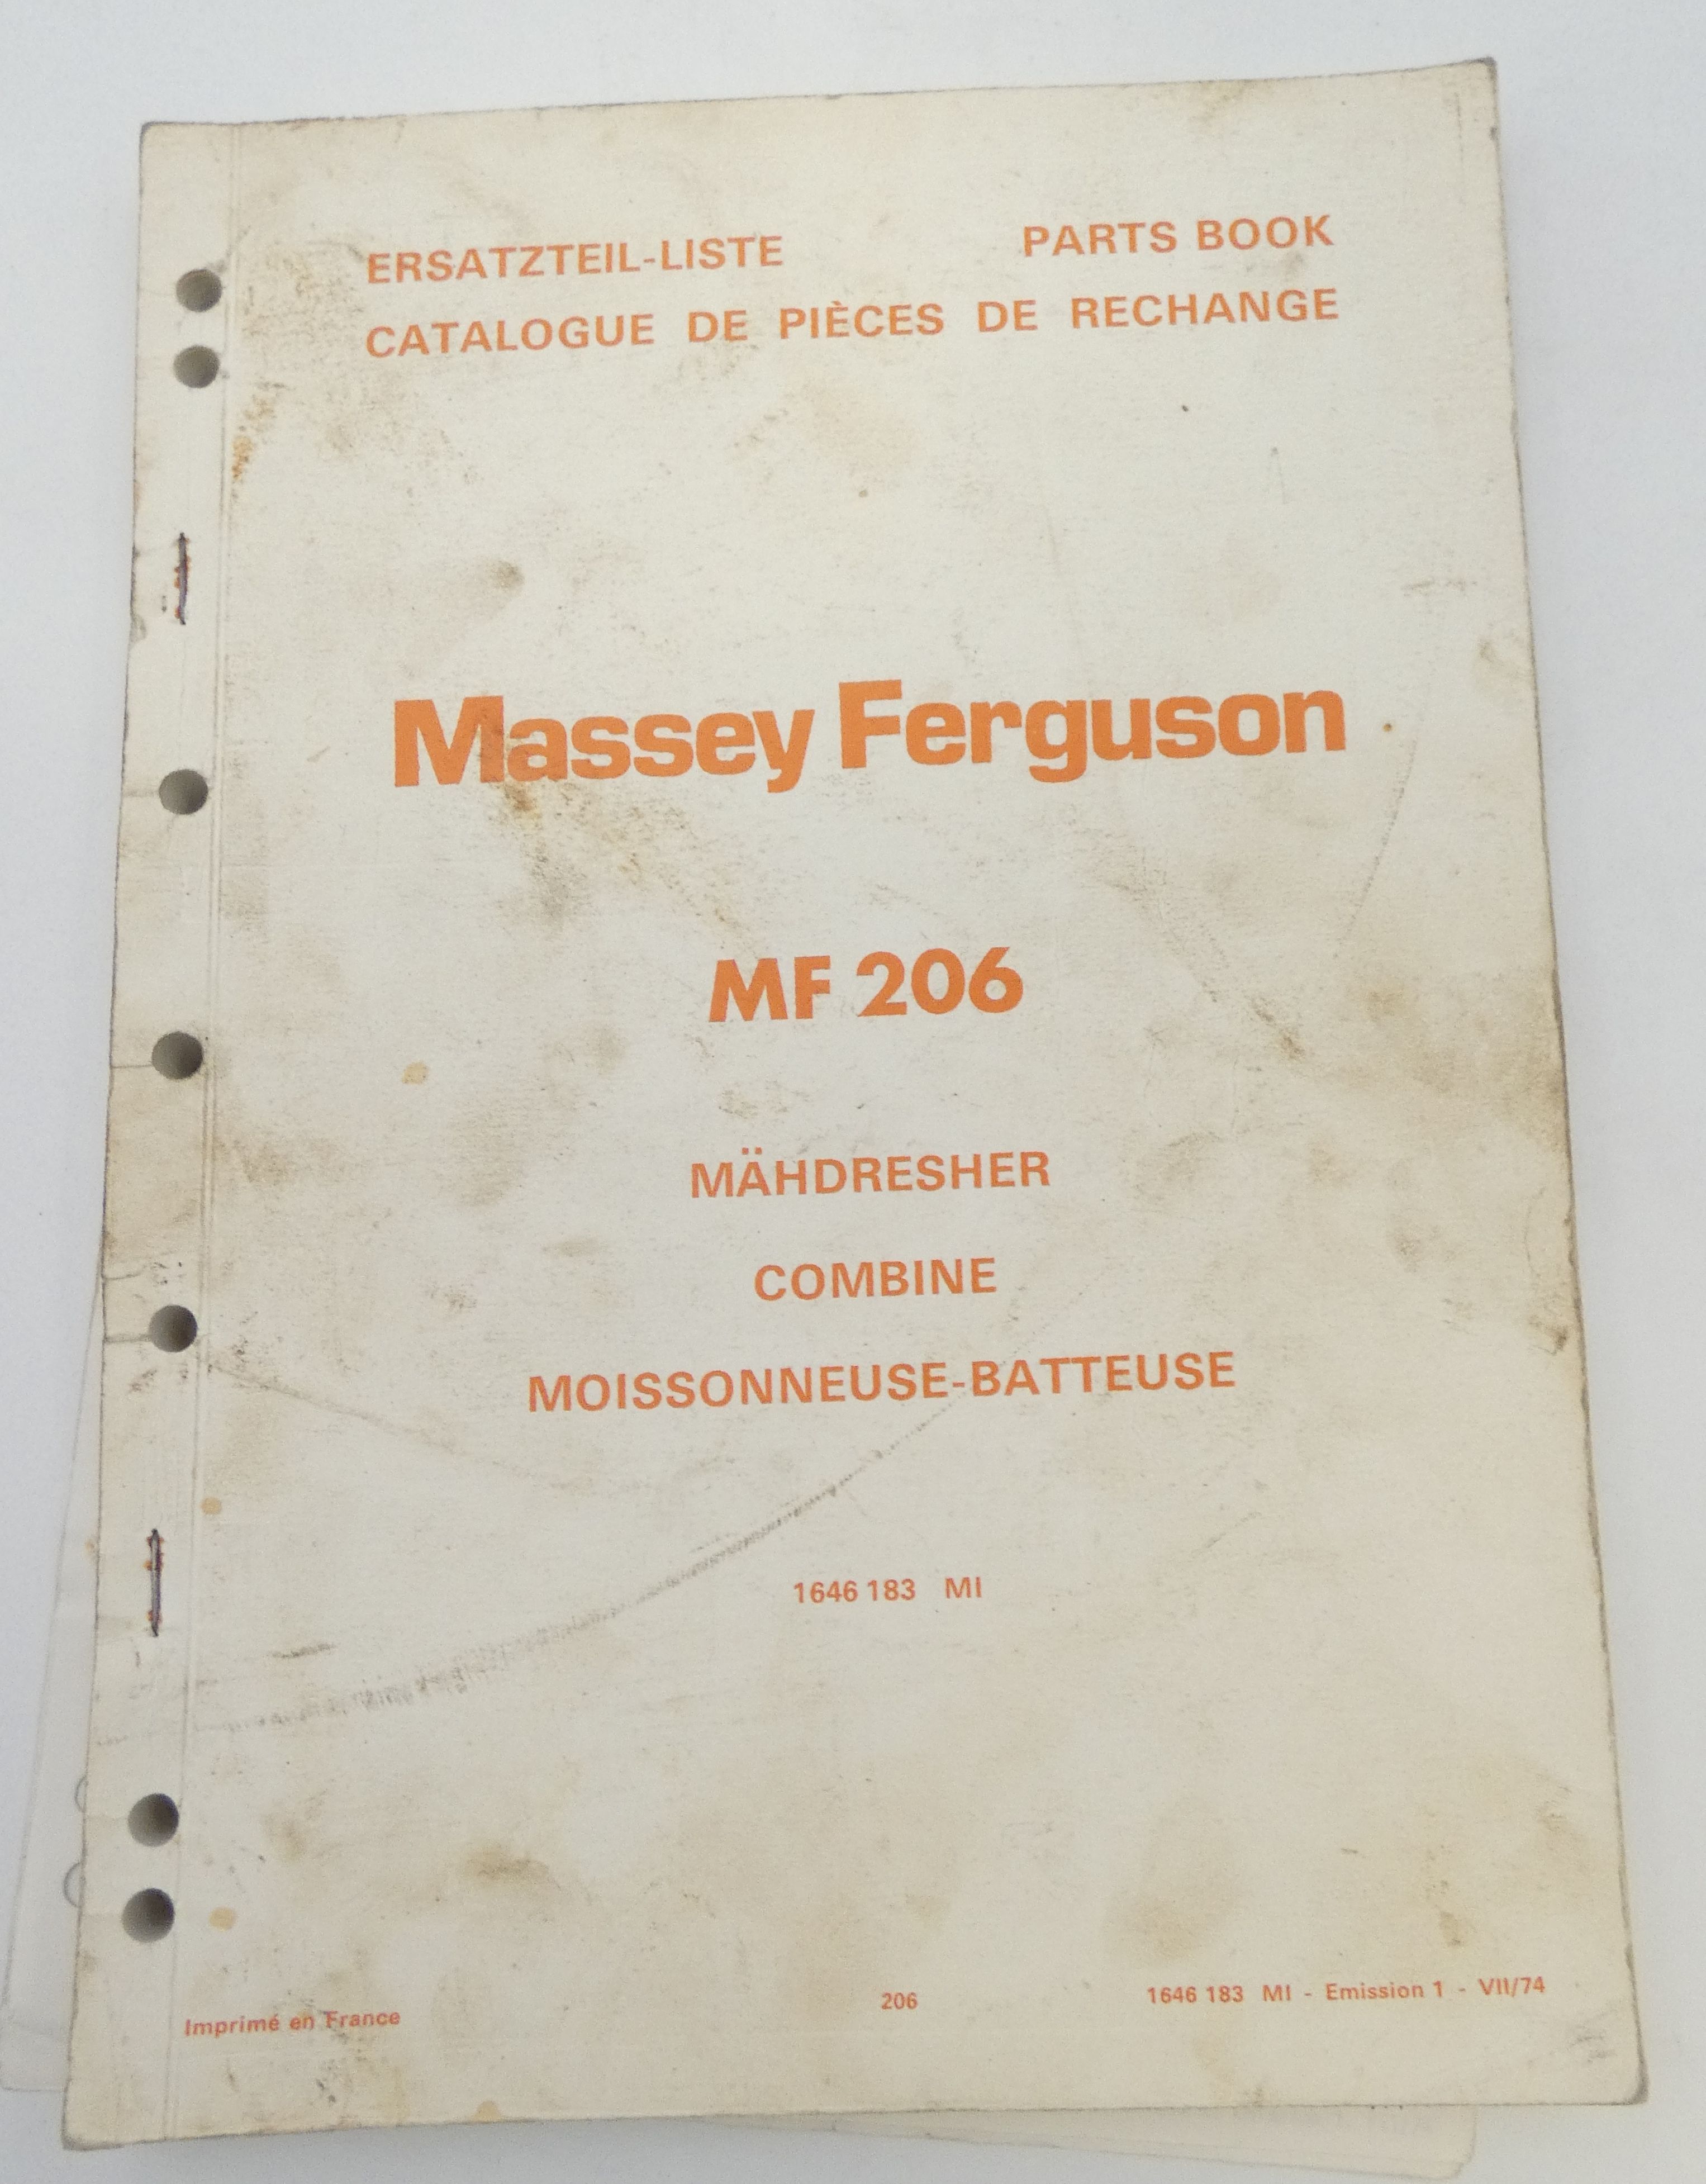 ERSATZTEIL-LISTE PARTS BOOK
CATALOGUE DE PIÈCES DE RECHANGE
Massey Ferguson
MF 206
MÄHDRESHER
COMBINE
MOISSONNEUSE-BATTEUSE
1646 183 MI
Imprimé en France 206 1646 183 MI - Emission 1 - VII/74